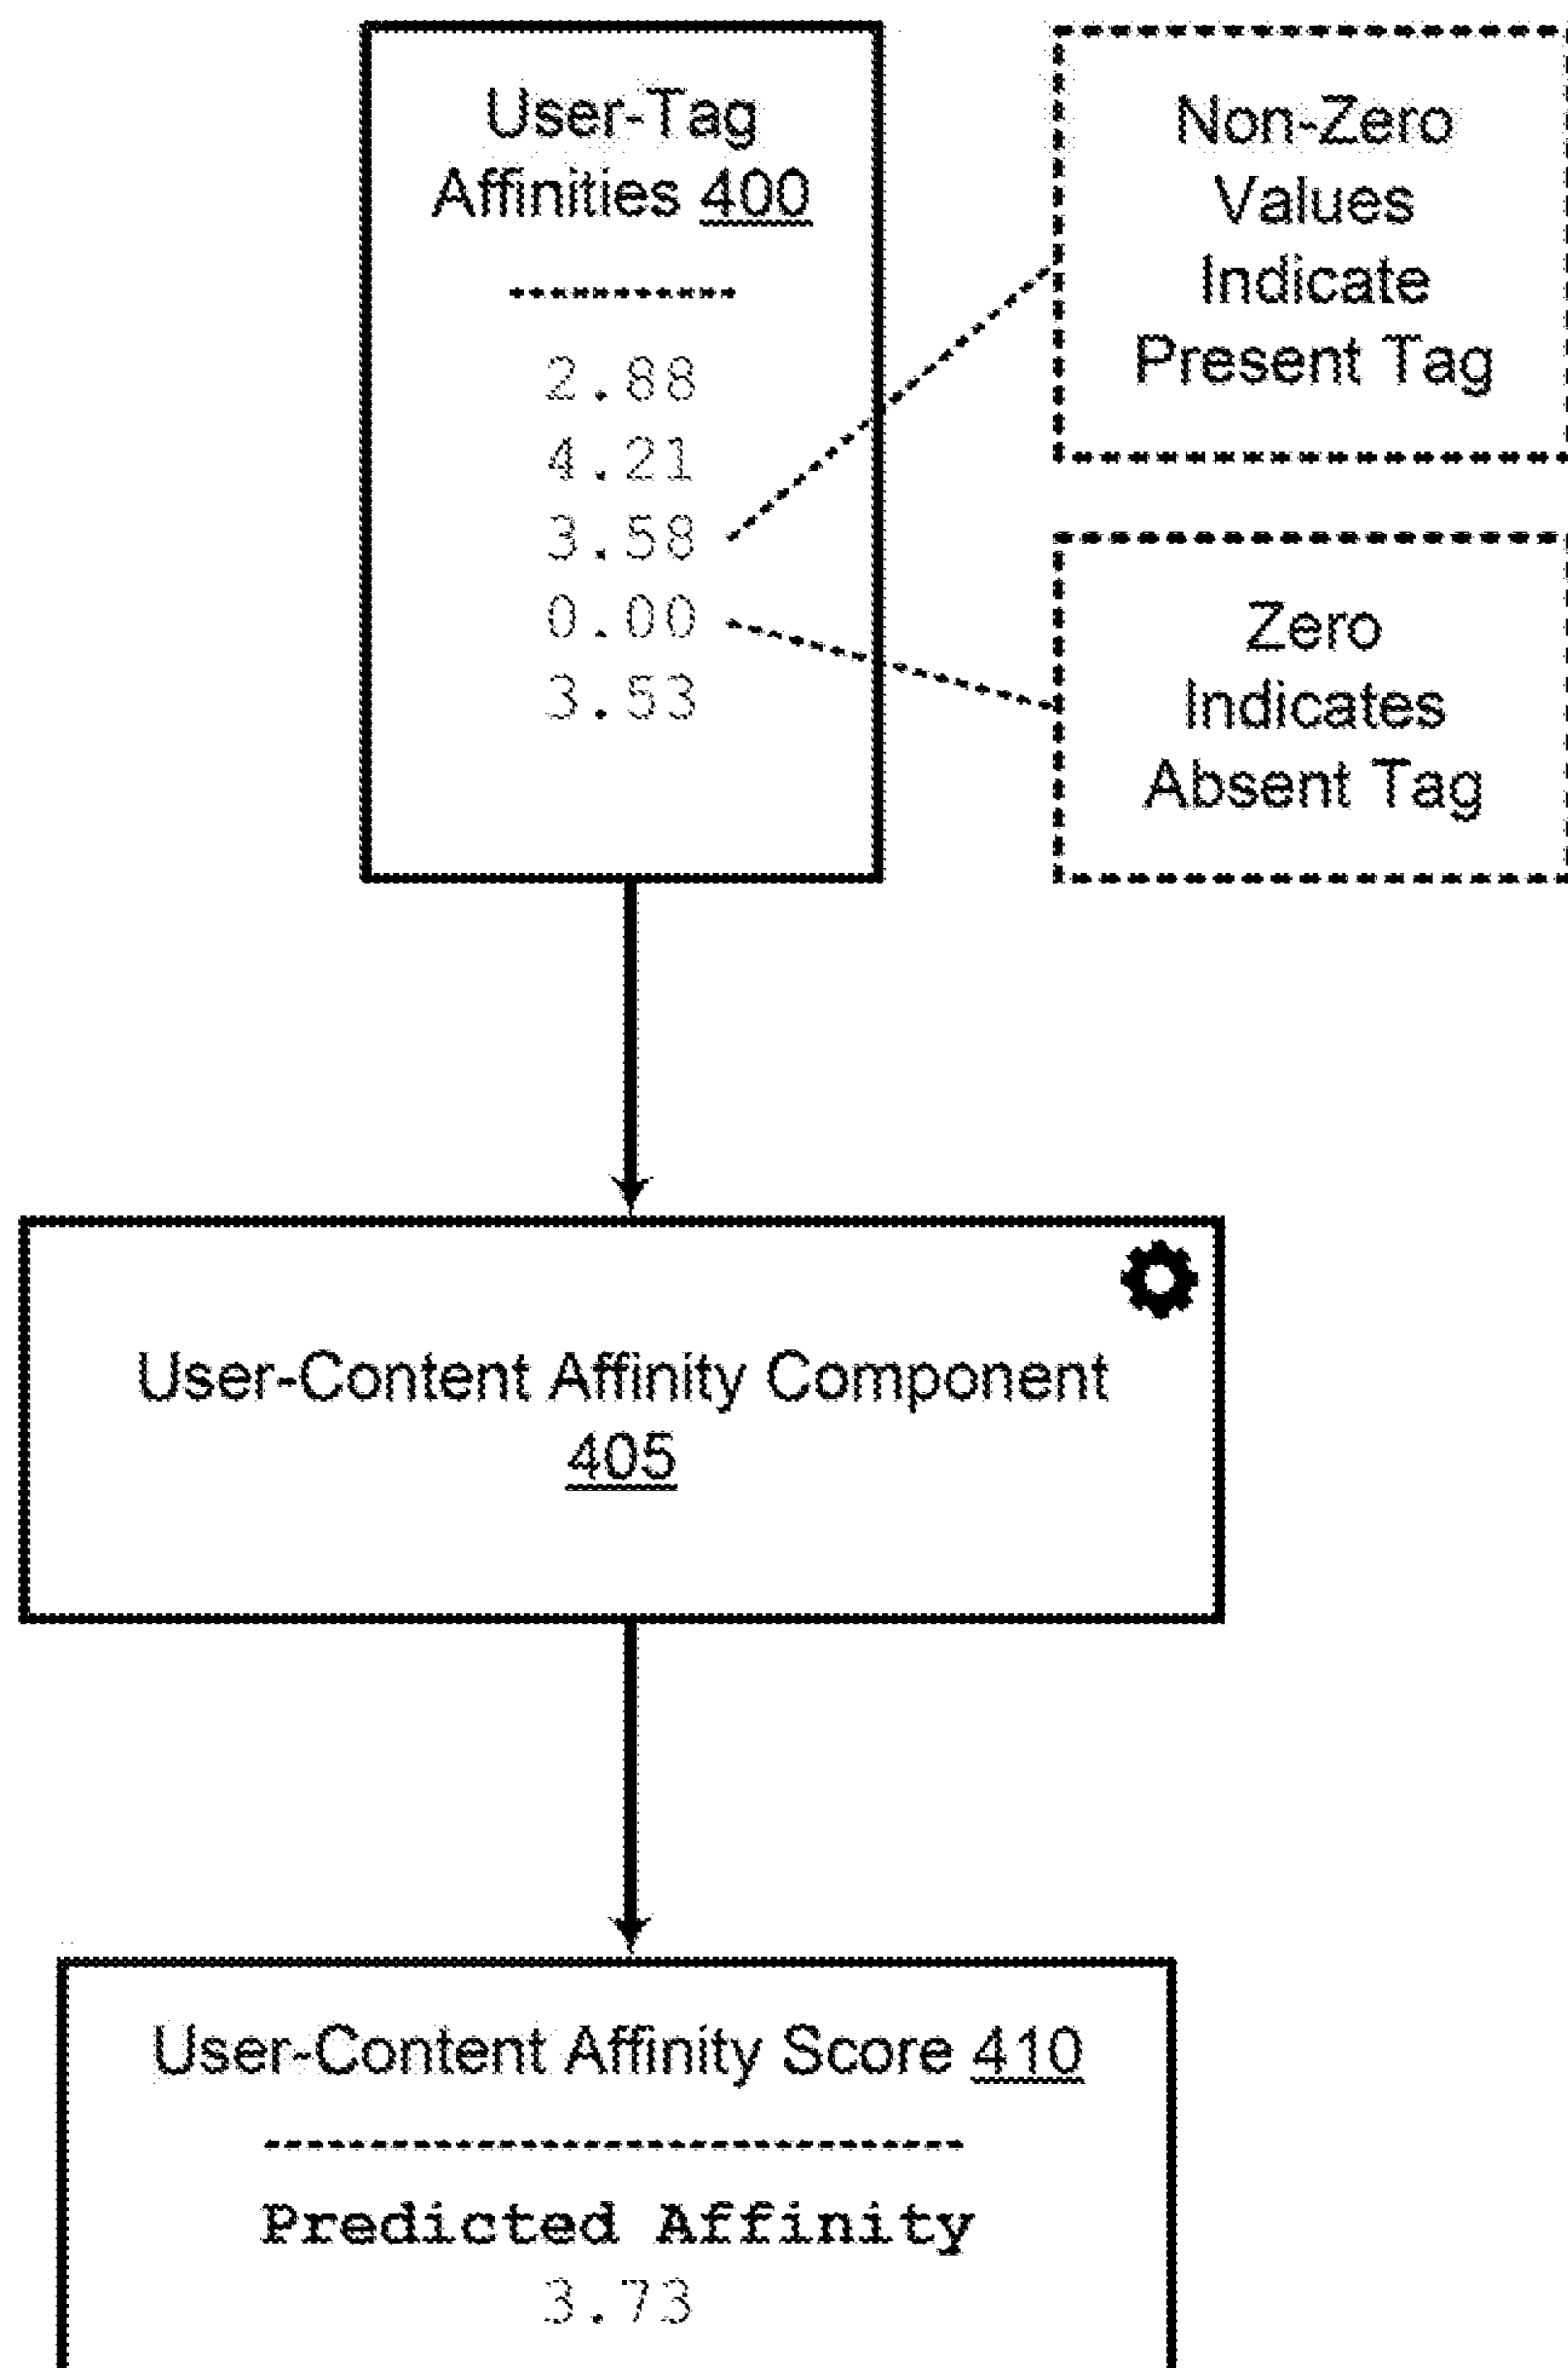 User-Tag
Affinities 400
2.88
4.21
3.58
0.00
3.53
Non-Zero
Values
Indicate
Present Tag
Zero
Indicates
Absent Tag
User-Content Affinity Component
405
User-Content Affinity Score 410
Predicted Affinity
3.73